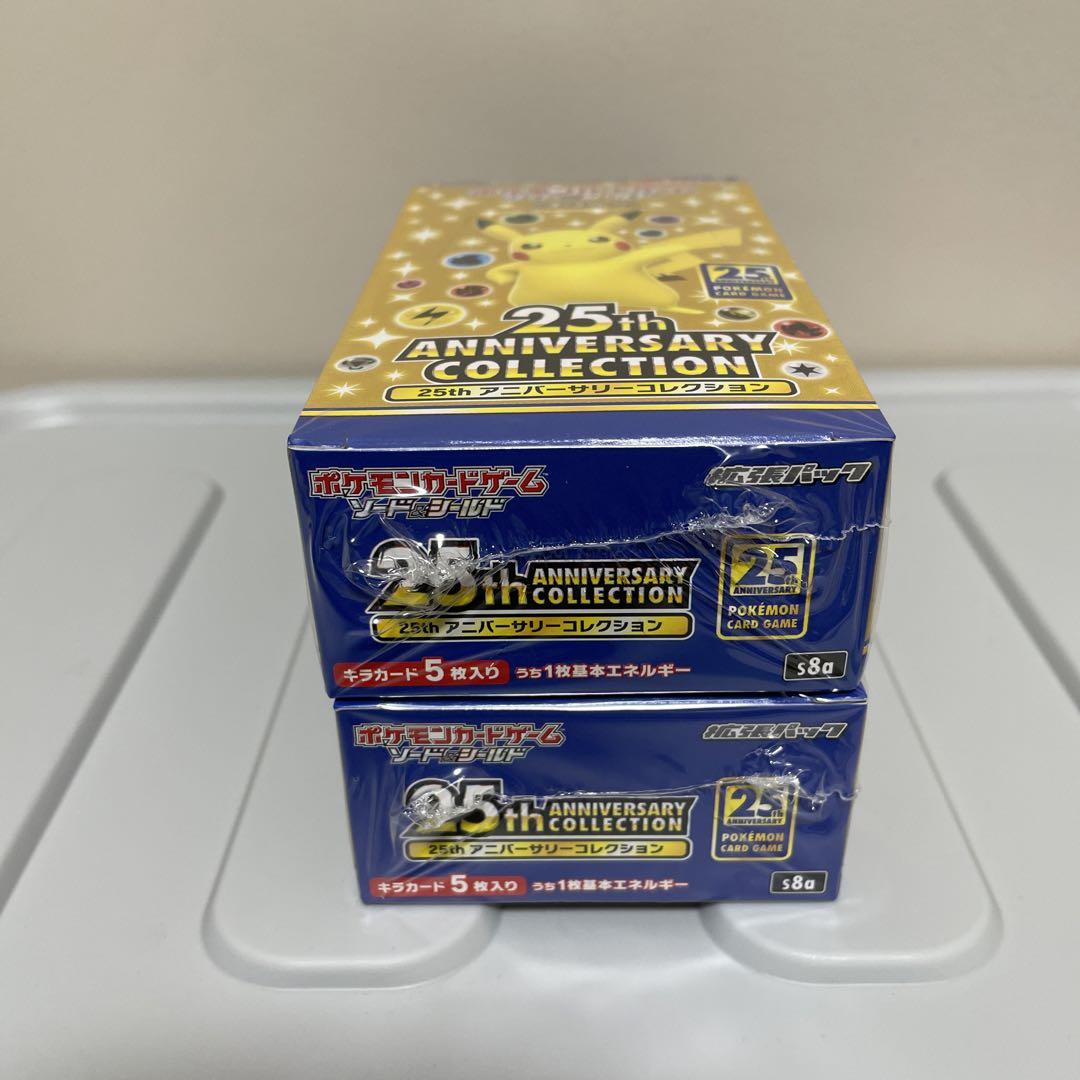 25th
ANNIVERSARY
POKÉMON
CARD GAME
25th
ANNIVERSARY
COLLECTION
25th アニバーサリーコレクション
ポケモンカードゲーム
ソード&シールド
拡張パック
25th
ANNIVERSARY
COLLECTION
25th アニバーサリーコレクション
25th
ANNIVERSARY
POKÉMON
CARD GAME
キラカード5枚入り うち1枚基本エネルギー
s8a
ポケモンカードゲーム
ソード&シールド
拡張パック
25th
ANNIVERSARY
COLLECTION
25th アニバーサリーコレクション
25th
ANNIVERSARY
POKÉMON
CARD GAME
キラカード5枚入り うち1枚基本エネルギー
s8a